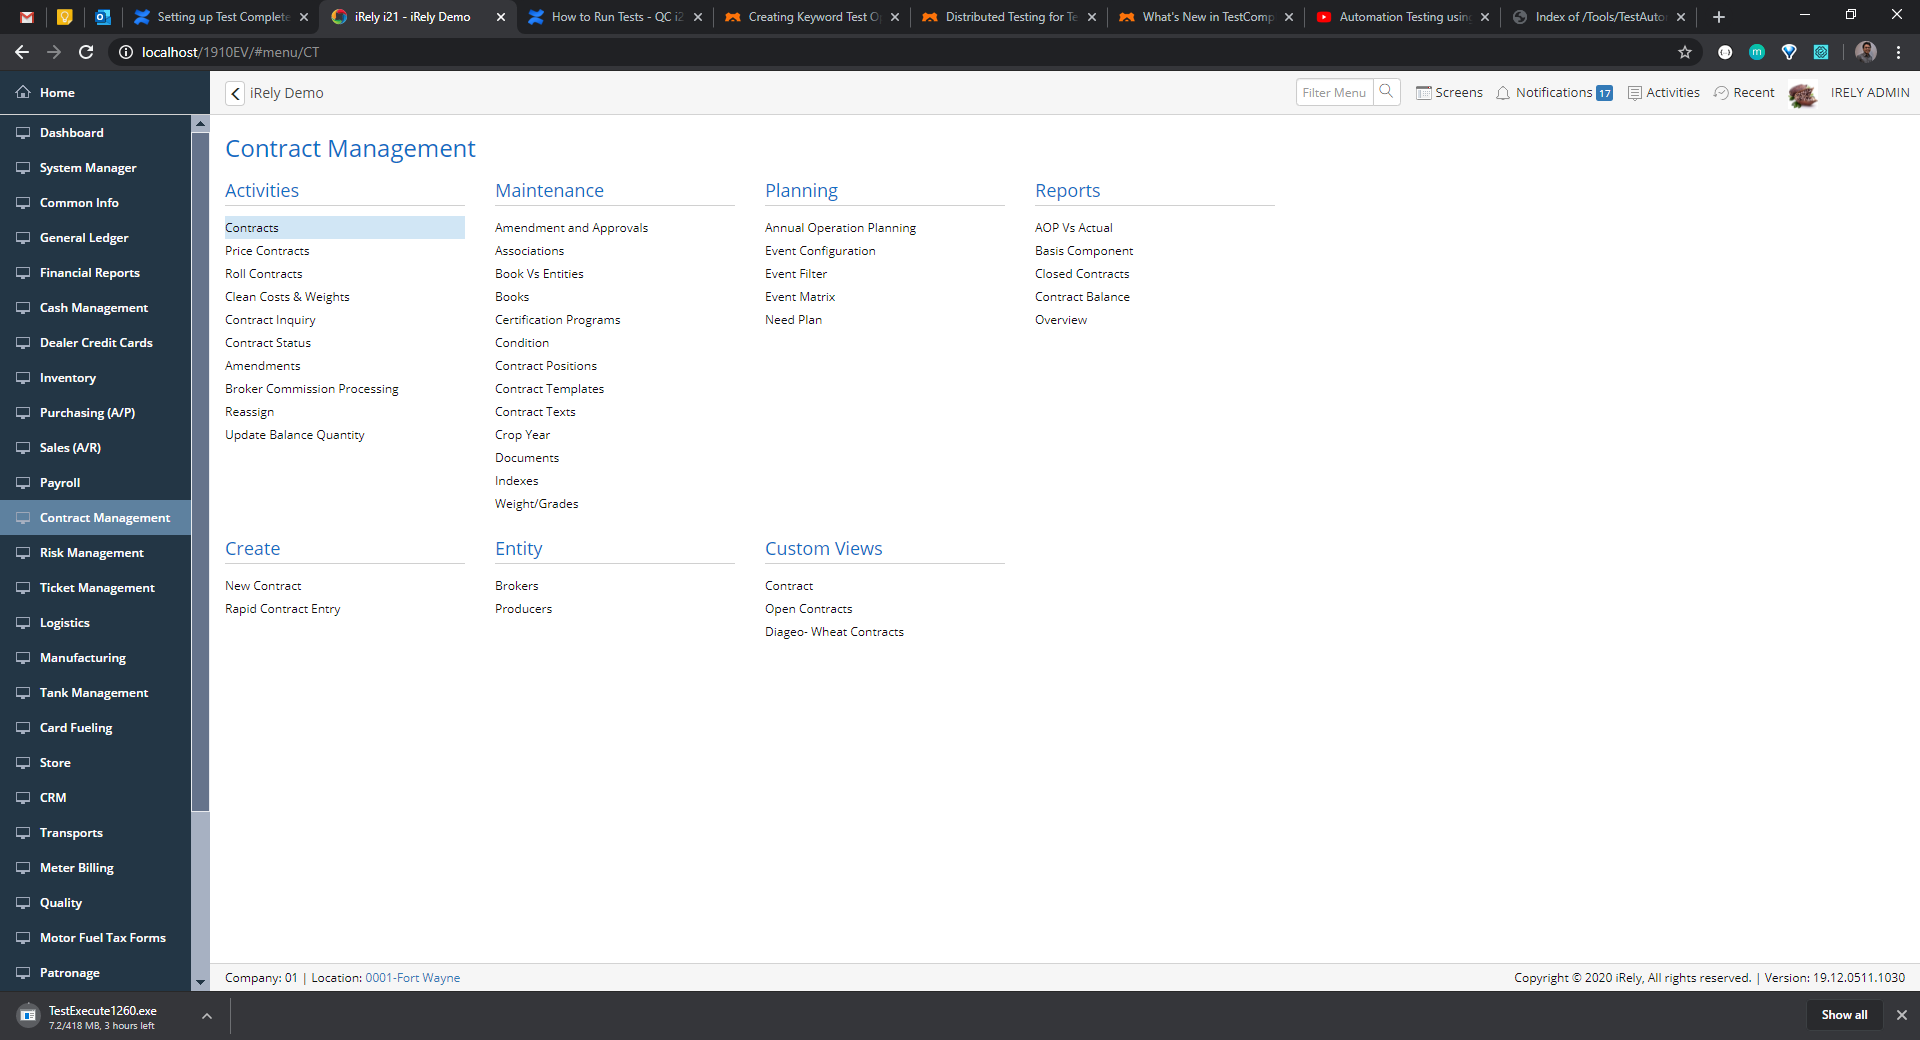 Setting up Test Complete
iRely i21 - iRely Demo
How to Run Tests - QC i2
Creating Keyword Test O
Distributed Testing for Te
What's New in TestComp
Automation Testing using
Index of /Tools/TestAuto
localhost/1910EV/#menu/CT
Home
iRely Demo
Filter Menu
Screens
Notifications 17
Activities
Recent
IRELY ADMIN
Dashboard
System Manager
Common Info
General Ledger
Financial Reports
Cash Management
Dealer Credit Cards
Inventory
Purchasing (A/P)
Sales (A/R)
Payroll
Contract Management
Risk Management
Ticket Management
Logistics
Manufacturing
Tank Management
Card Fueling
Store
CRM
Transports
Meter Billing
Quality
Motor Fuel Tax Forms
Patronage
Contract Management
Activities
Contracts
Price Contracts
Roll Contracts
Clean Costs & Weights
Contract Inquiry
Contract Status
Amendments
Broker Commission Processing
Reassign
Update Balance Quantity
Maintenance
Amendment and Approvals
Associations
Book Vs Entities
Books
Certification Programs
Condition
Contract Positions
Contract Templates
Contract Texts
Crop Year
Documents
Indexes
Weight/Grades
Planning
Annual Operation Planning
Event Configuration
Event Filter
Event Matrix
Need Plan
Reports
AOP Vs Actual
Basis Component
Closed Contracts
Contract Balance
Overview
Create
New Contract
Rapid Contract Entry
Entity
Brokers
Producers
Custom Views
Contract
Open Contracts
Diageo- Wheat Contracts
Company: 01 | Location: 0001-Fort Wayne
Copyright © 2020 iRely, All rights reserved. | Version: 19.12.0511.1030
TestExecute1260.exe
7.2/418 MB, 3 hours left
Show all